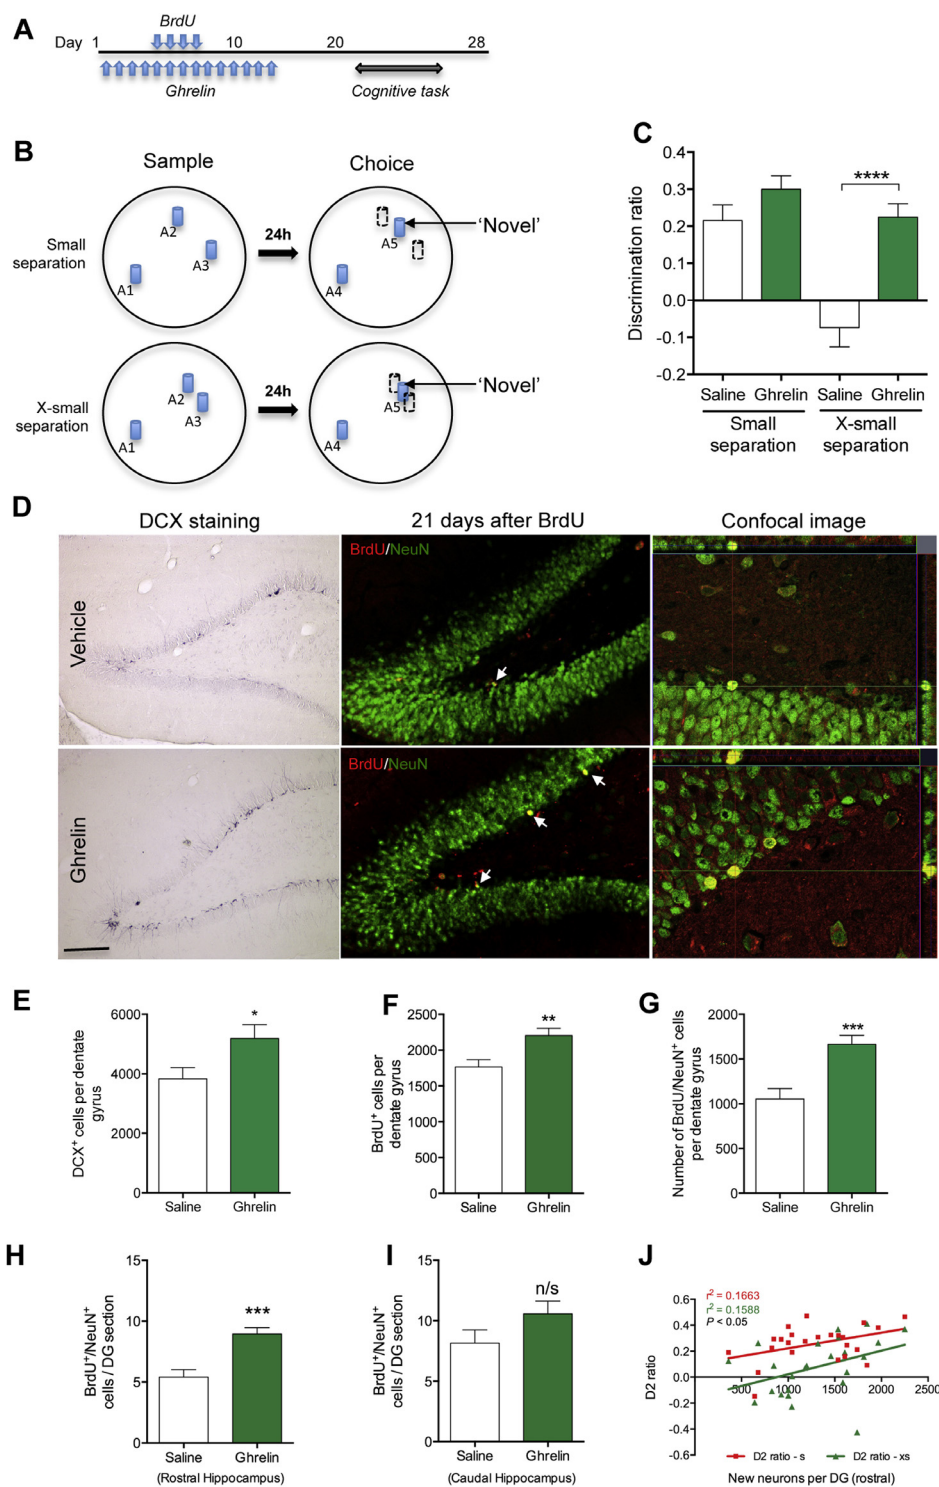 A
BrdU
Day 1 10 20 28
Ghrelin
Cognitive task
B
Sample
Choice
Small
separation
A2
A3
A1
24h
A5
A4
'Novel'
X-small
separation
A2
A3
A1
24h
A5
A4
'Novel'
C
Discrimination ratio
0.4
0.3
0.2
0.1
0.0
-0.1
-0.2
****
Saline Ghrelin Saline Ghrelin
Small
separation
X-small
separation
D
DCX staining
21 days after BrdU
Confocal image
Vehicle
BrdU/NeuN
Ghrelin
BrdU/NeuN
E
DCX+ cells per dentate
gyrus
6000
4000
2000
0
*
Saline Ghrelin
F
BrdU+ cells per
dentate gyrus
2500
2000
1500
1000
500
0
**
Saline Ghrelin
G
Number of BrdU/NeuN+ cells
per dentate gyrus
2000
1500
1000
500
0
***
Saline Ghrelin
H
BrdU+/NeuN+
cells / DG section
15
10
5
0
***
Saline Ghrelin
(Rostral Hippocampus)
I
BrdU+/NeuN+
cells / DG section
15
10
5
0
n/s
Saline Ghrelin
(Caudal Hippocampus)
J
r2 = 0.1663
r2 = 0.1588
P < 0.05
D2 ratio
0.6
0.4
0.2
0.0
-0.2
-0.4
-0.6
500 1000 1500 2000 2500
D2 ratio - s D2 ratio - xs
New neurons per DG (rostral)